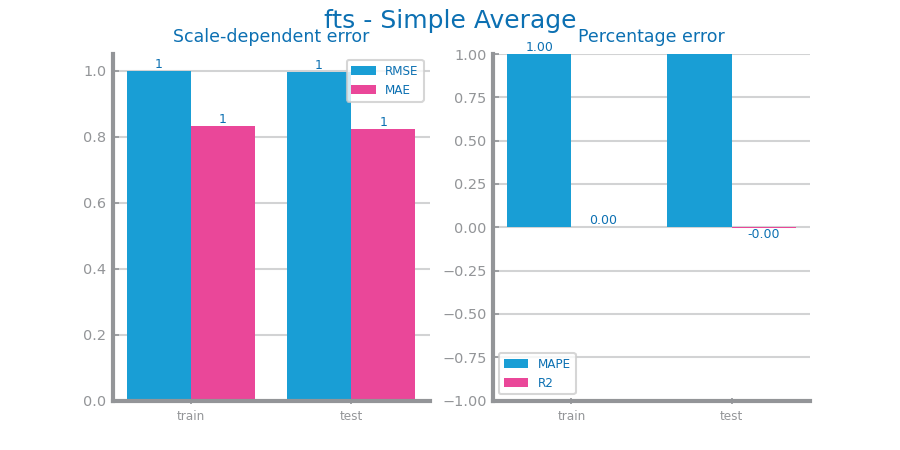 fts - Simple Average
Scale-dependent error
1.0
0.8
0.6
0.4
0.2
0.0
1
1
1
1
RMSE
MAE
train
test
Percentage error
1.00
0.75
0.50
0.25
0.00
−0.25
−0.50
−0.75
−1.00
1.00
0.00
-0.00
MAPE
R2
train
test